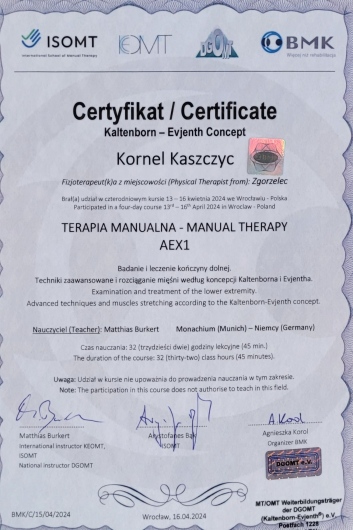 ISOMT
International School of Manual Therapy
KOMT
DGOMT
BMK
Certyfikat / Certificate
Kaltenborn – Evjenth Concept
Kornel Kaszczyc
Fizjoterapeut(k)a z miejscowości (Physical Therapist from): Zgorzelec
Brał(a) udział w czterodniowym kursie 13 – 16 kwietnia 2024 we Wrocławiu - Polska
Participated in a four-day course 13th – 16th April 2024 in Wroclaw - Poland
TERAPIA MANUALNA - MANUAL THERAPY
AEX1
Badanie i leczenie kończyny dolnej.
Techniki zaawansowane i rozciąganie mięśni według koncepcji Kaltenborna i Evjentha.
Examination and treatment of the lower extremity.
Advanced techniques and muscles stretching according to the Kaltenborn-Evjenth concept.
Nauczyciel (Teacher): Matthias Burkert Monachium (Munich) – Niemcy (Germany)
Czas nauczania: 32 (trzydzieści dwie) godziny lekcyjne (45 min.)
The duration of the course: 32 (thirty-two) class hours (45 minutes).
Uwaga: Udział w kursie nie upoważnia do prowadzenia nauczania w tym zakresie.
Note: The participation in this course does not authorise to teach in this field.
A Korol
Matthias Burkert
International instructor KEOMT,
ISOMT
National instructor DGOMT
ISOMT
Agnieszka Korol
Organizer BMK
DGOMT e.V.
MT/OMT Weiterbildungsträger
der DGOMT
(Kaltenborn-Evjenth®) e.V.
Postfach 1228
BMK/C/15/04/2024
Wrocław, 16.04.2024